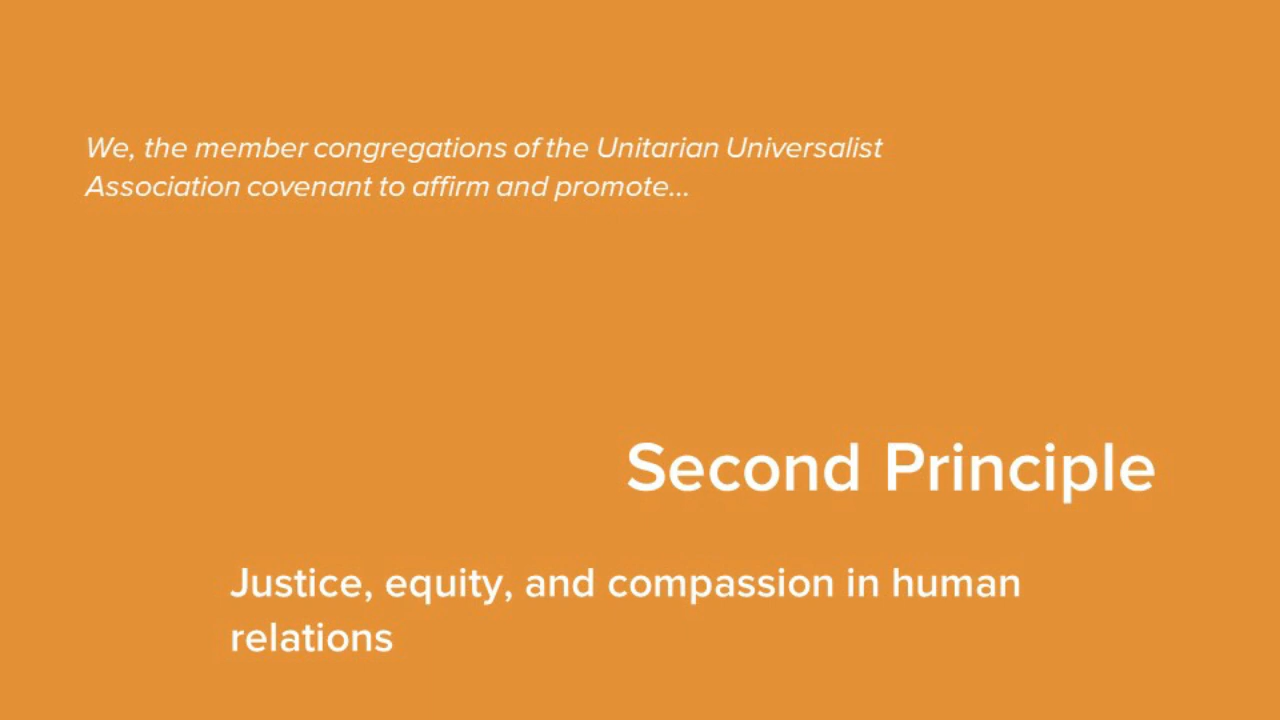 We, the member congregations of the Unitarian Universalist
Association covenant to affirm and promote...
Second Principle
Justice, equity, and compassion in human
relations